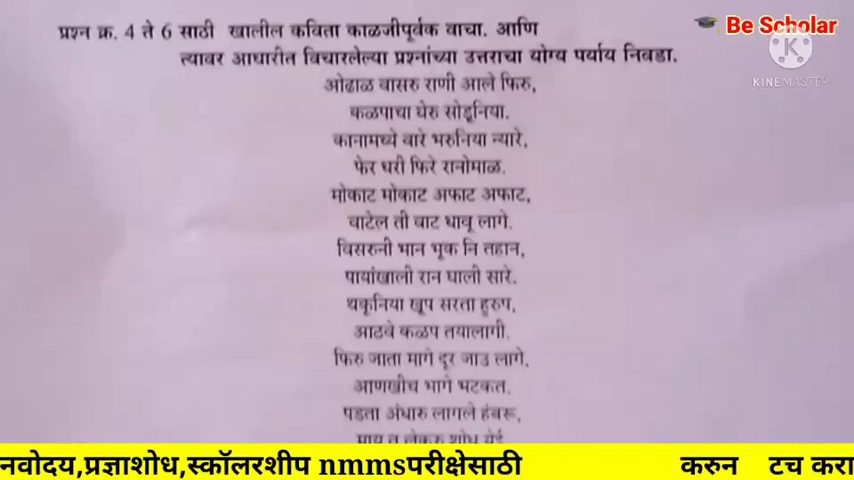 प्रश्न क्र. 4 ते 6 साठी खालील कविता काळजीपूर्वक वाचा. आणि
Be Scholar
त्यावर आधारीत विचारलेल्या प्रश्नांच्या उत्तराचा योग्य पर्याय निवडा.
KINEMASTER
ओढाळ वासरु राणी आले फिरु,
कळपाचा घेरु सोडूनिया.
कानामध्ये वारे भरुनिया न्यारे,
फेर धरी फिरे रानोमाळ.
मोकाट मोकाट अफाट अफाट,
वाटेल ती वाट धावू लागे.
विसरुनी भान भूक नि तहान,
पायांखाली रान घाली सारे.
थकूनिया खूप सरता हूरुप,
आठवे कळप तयालागी.
फिरु जाता मागे दूर जाउ लागे,
आणखीच भागे भटकत.
पडता अंधारु लागले हंबरू,
माय तू लेकरु शोधू येई
नवोदय,प्रज्ञाशोध,स्कॉलरशीप nmmsपरीक्षेसाठी करुन टच करा